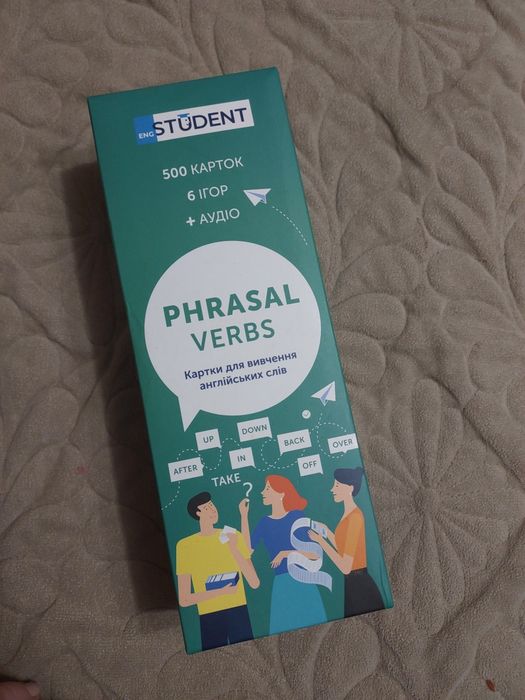 ENG STUDENT
500 КАРТОК
6 ІГОР
+ АУДІО
PHRASAL
VERBS
Картки для вивчення
англійських слів
AFTER
UP
DOWN
IN
BACK
OFF
OVER
TAKE ?